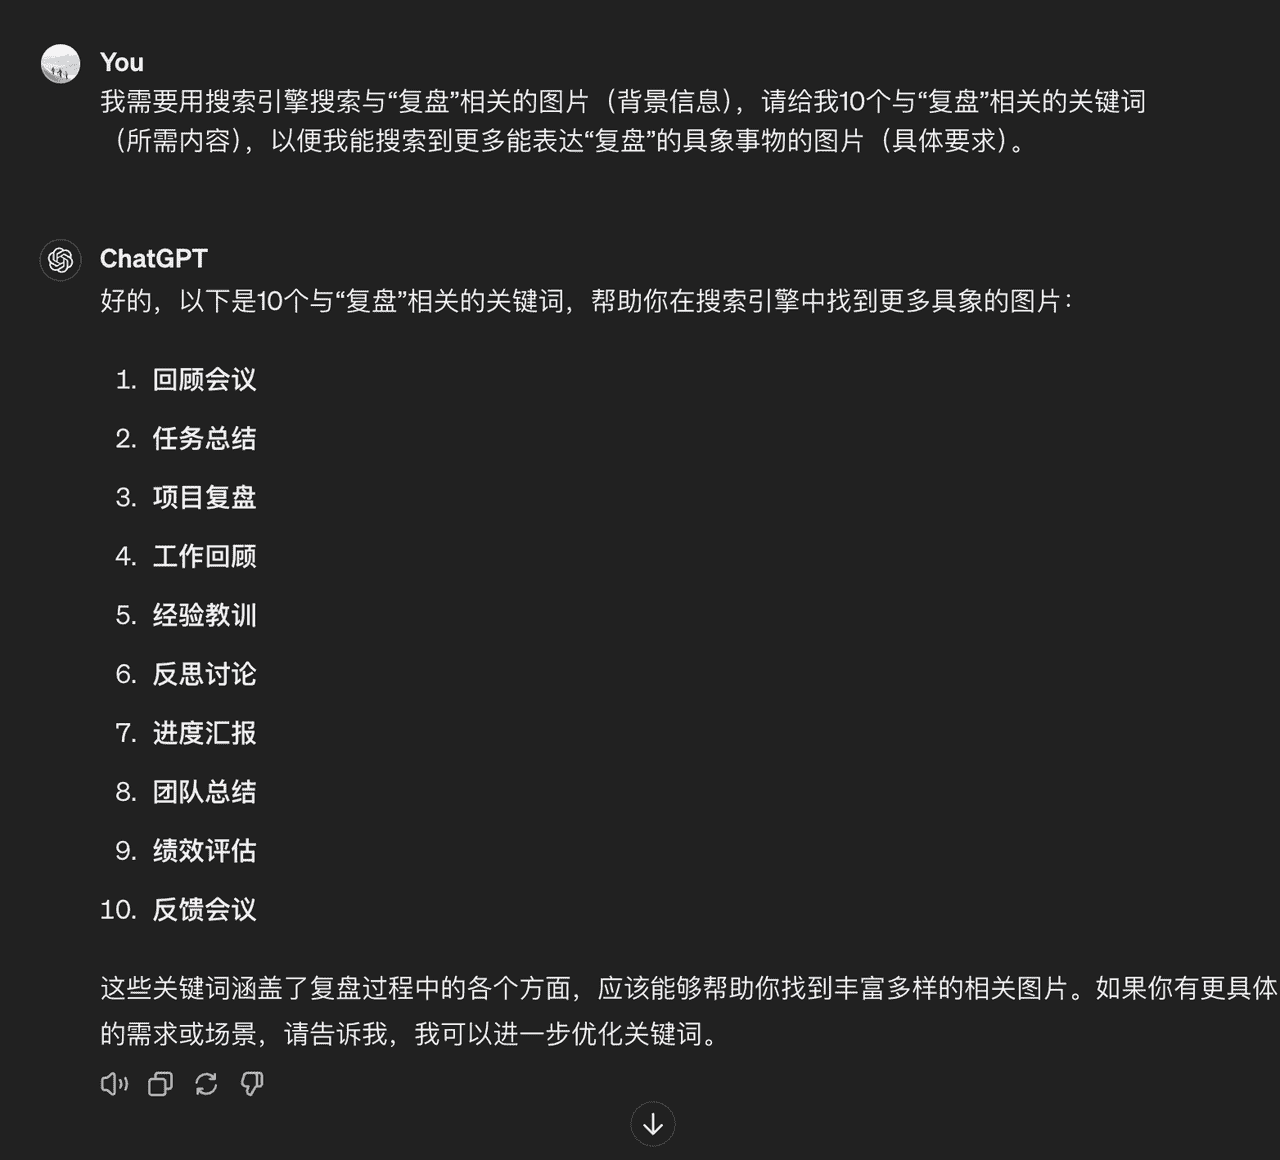 You
我需要用搜索引擎搜索与“复盘”相关的图片（背景信息），请给我10个与“复盘”相关的关键词
（所需内容），以便我能搜索到更多能表达“复盘”的具象事物的图片（具体要求）。
ChatGPT
好的，以下是10个与“复盘”相关的关键词，帮助你在搜索引擎中找到更多具象的图片：
1. 回顾会议
2. 任务总结
3. 项目复盘
4. 工作回顾
5. 经验教训
6. 反思讨论
7. 进度汇报
8. 团队总结
9. 绩效评估
10. 反馈会议
这些关键词涵盖了复盘过程中的各个方面，应该能够帮助你找到丰富多样的相关图片。如果你有更具体
的需求或场景，请告诉我，我可以进一步优化关键词。